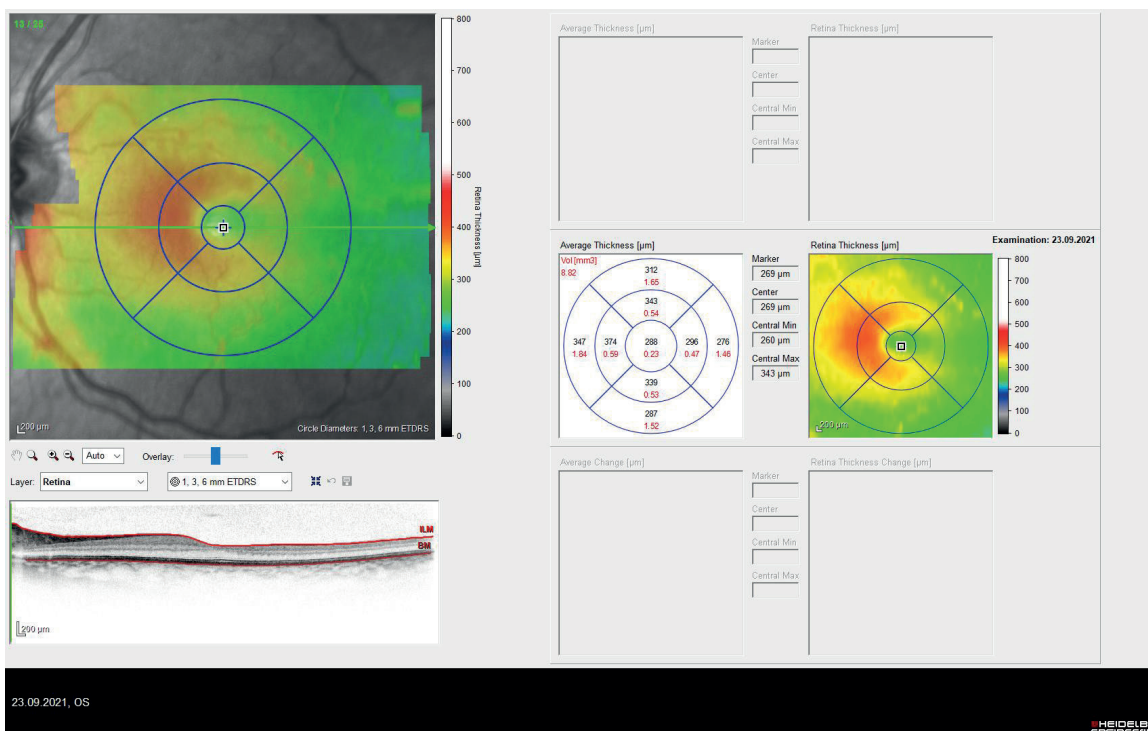 13 / 25
800
700
600
500
400
300
200
100
0
Retina Thickness [µm]
200 µm
Circle Diameters: 1, 3, 6 mm ETDRS
Auto
Overlay:
Layer: Retina
1, 3, 6 mm ETDRS
ILM
BM
200 µm
Average Thickness [µm]
Marker
Center
Central Min
Central Max
Retina Thickness [µm]
Examination: 23.09.2021
Average Thickness [µm]
Vol [mm3]
8.82
312
1.65
343
0.54
347 374 288 296 276
1.84 0.59 0.23 0.47 1.46
339
0.53
287
1.52
Marker
269 µm
Center
269 µm
Central Min
260 µm
Central Max
343 µm
Retina Thickness [µm]
200 µm
800
700
600
500
400
300
200
100
0
Average Change [µm]
Marker
Center
Central Min
Central Max
Retina Thickness Change [µm]
23.09.2021, OS
HEIDELB